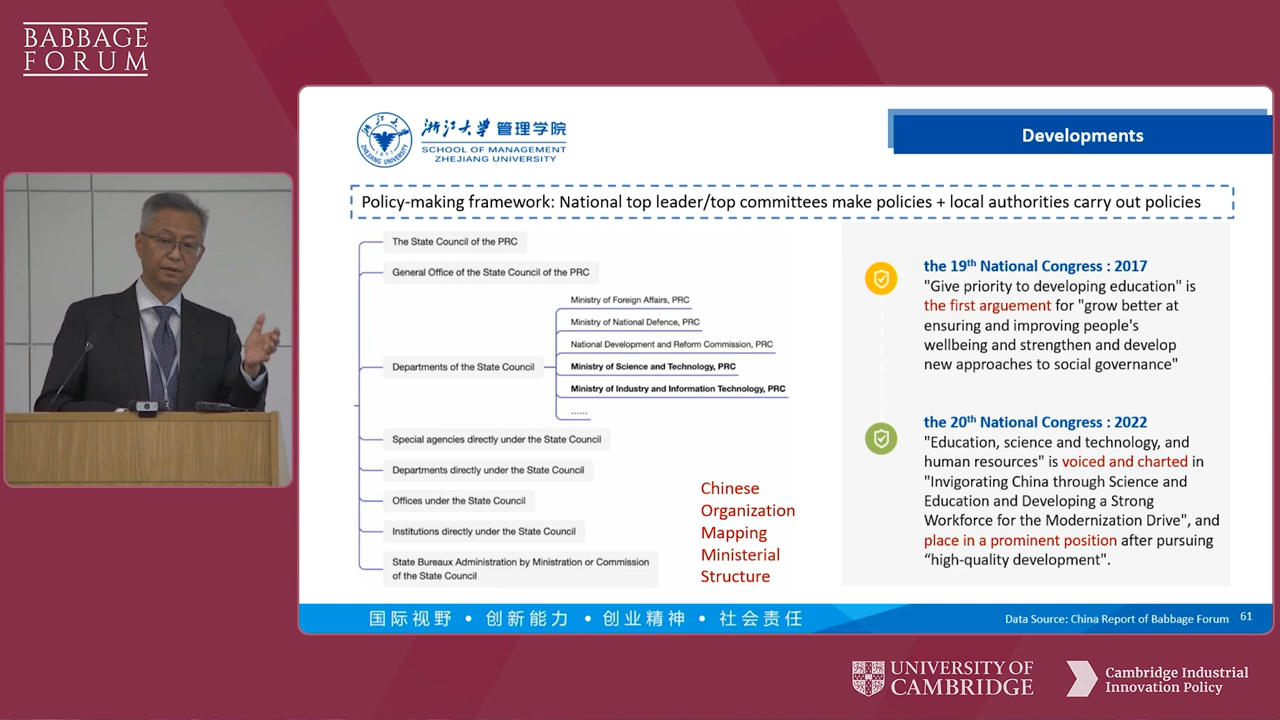 BABBAGE
FORUM
浙江大学 管理学院
SCHOOL OF MANAGEMENT
ZHEJIANG UNIVERSITY
浙江大学
1897
ZHEJIANG UNIVERSITY
Developments
Policy-making framework: National top leader/top committees make policies + local authorities carry out policies
The State Council of the PRC
General Office of the State Council of the PRC
Departments of the State Council
Ministry of Foreign Affairs, PRC
Ministry of National Defence, PRC
National Development and Reform Commission, PRC
Ministry of Science and Technology, PRC
Ministry of Industry and Information Technology, PRC
......
Special agencies directly under the State Council
Departments directly under the State Council
Offices under the State Council
Institutions directly under the State Council
State Bureaux Administration by Ministration or Commission
of the State Council
Chinese
Organization
Mapping
Ministerial
Structure
the 19th National Congress : 2017
"Give priority to developing education" is
the first arguement for "grow better at
ensuring and improving people's
wellbeing and strengthen and develop
new approaches to social governance"
the 20th National Congress : 2022
"Education, science and technology, and
human resources" is voiced and charted in
"Invigorating China through Science and
Education and Developing a Strong
Workforce for the Modernization Drive", and
place in a prominent position after pursuing
“high-quality development".
国际视野 • 创新能力 • 创业精神 • 社会责任
Data Source: China Report of Babbage Forum 61
UNIVERSITY OF
CAMBRIDGE
Cambridge Industrial
Innovation Policy